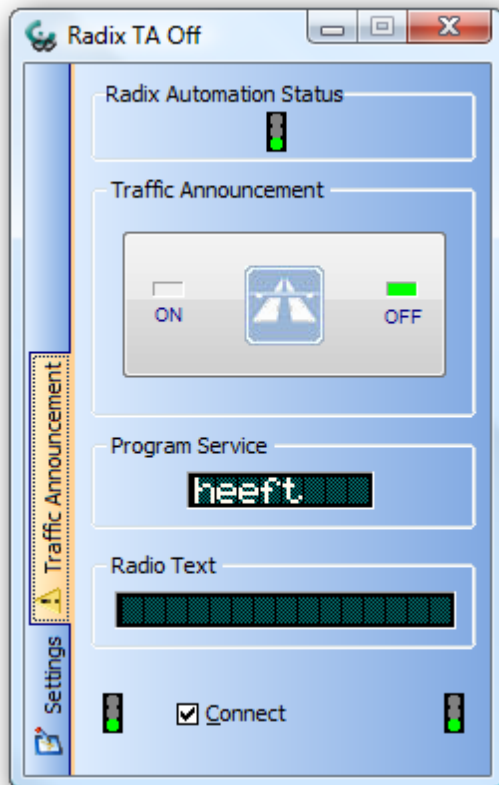 Radix TA Off
Radix Automation Status
Traffic Announcement
ON
OFF
Program Service
heeft
Radio Text
Connect
Traffic Announcement
Settings